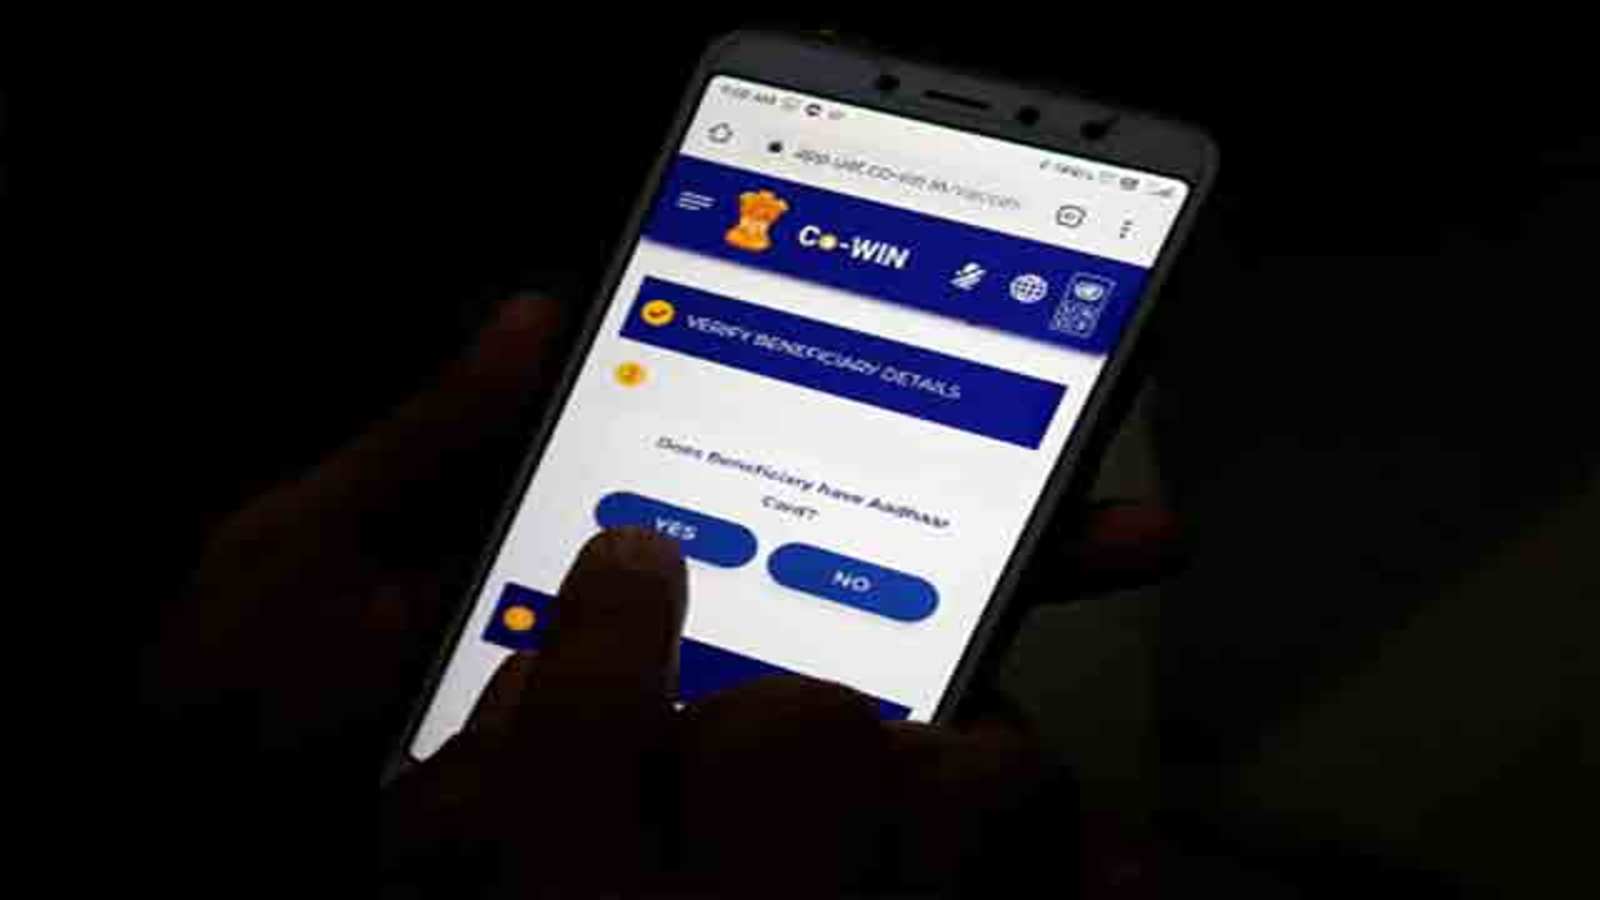 CO-WIN
VERIFY BENEFICIARY DETAILS
Does Beneficiary have Aadhaar
Card?
YES
NO